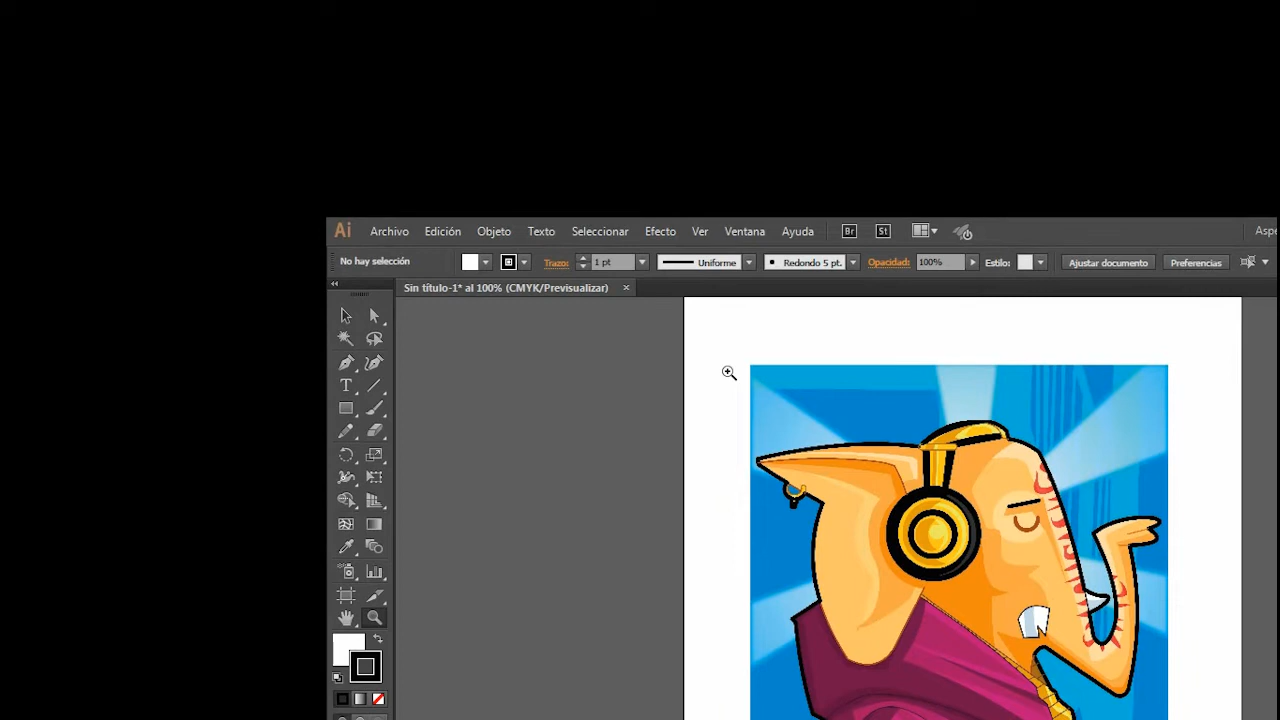 Ai Archivo Edición Objeto Texto Seleccionar Efecto Ver Ventana Ayuda Br St Aspe
No hay selección Trazo: 1 pt Uniforme Redondo 5 pt. Opacidad: 100% Estilo: Ajustar documento Preferencias
Sin título-1* al 100% (CMYK/Previsualizar) ×
T